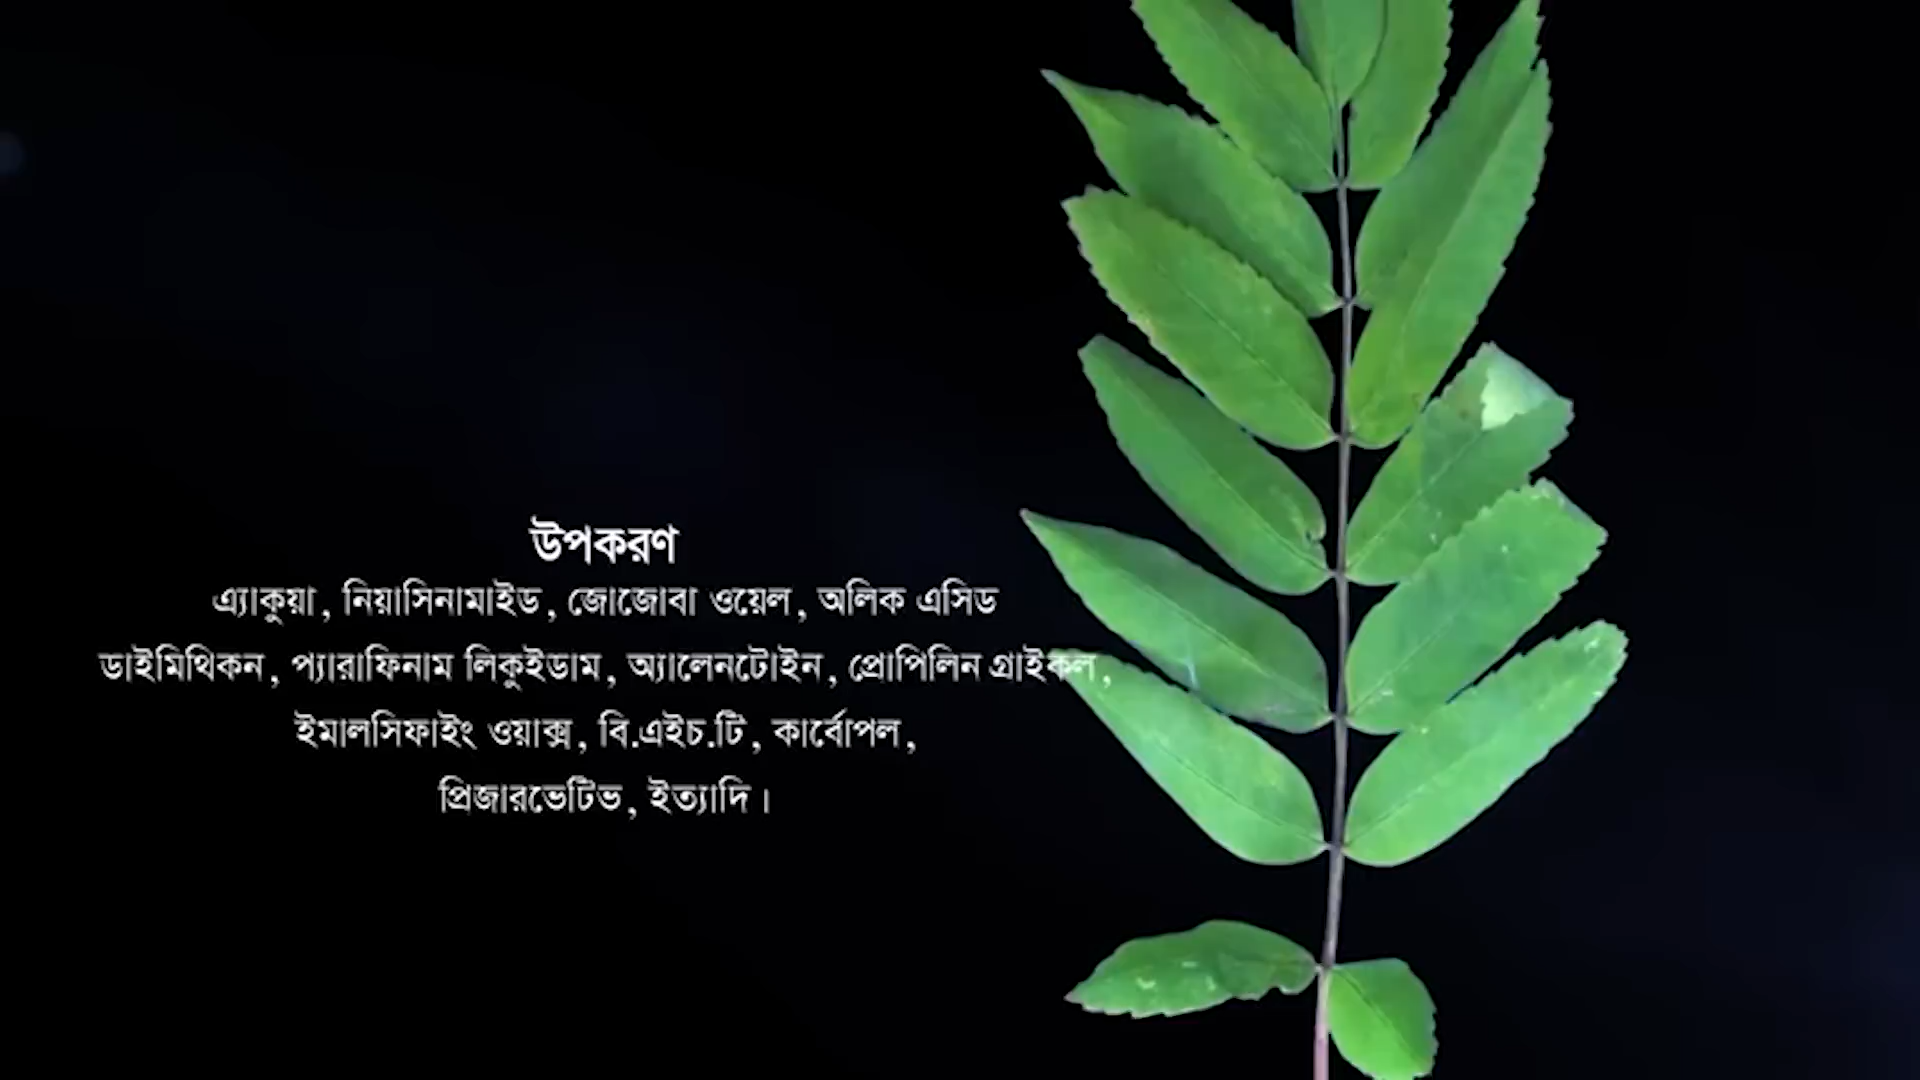 উপকরণ
এ্যাকুয়া, নিয়াসিনামাইড, জোজোবা ওয়েল, অলিক এসিড
ডাইমিথিকন, প্যারাফিনাম লিকুইডাম, অ্যালেনটোইন, প্রোপিলিন গ্রাইকল,
ইমালসিফাইং ওয়াক্স, বি.এইচ.টি, কার্বোপল,
প্রিজারভেটিভ, ইত্যাদি।